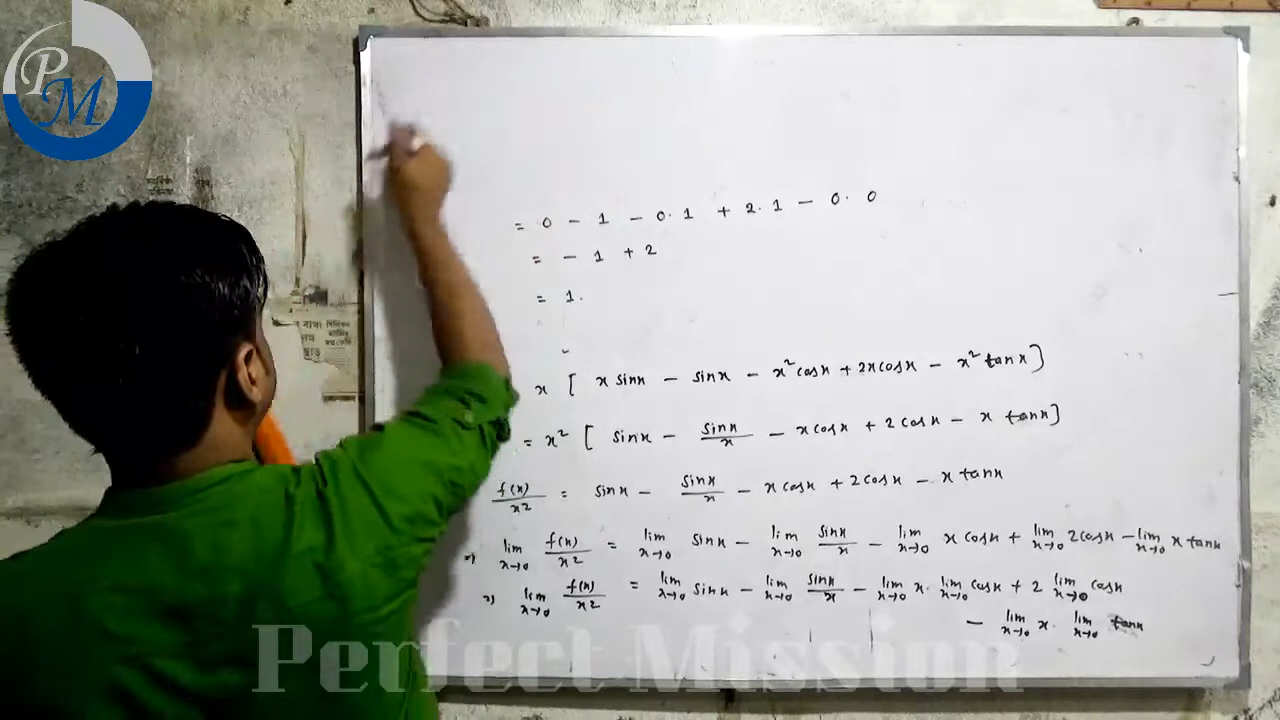 PM
= 0 - 1 - 0.1 + 2.1 - 0.0
= - 1 + 2
= 1.
x [ x sinx - sinx - x² cosx + 2x cosx - x² tanx ]
= x² [ sinx - sinx/x - x cosx + 2 cosx - x tanx ]
f(x)/x² = sinx - sinx/x - x cosx + 2 cosx - x tanx
=> lim x→0 f(x)/x² = lim x→0 sinx - lim x→0 sinx/x - lim x→0 x cosx + lim x→0 2cosx - lim x→0 x tanx
=> lim x→0 f(x)/x² = lim x→0 sinx - lim x→0 sinx/x - lim x→0 x. lim x→0 cosx + 2 lim x→0 cosx
- lim x→0 x. lim x→0 tanx
Perfect Mission